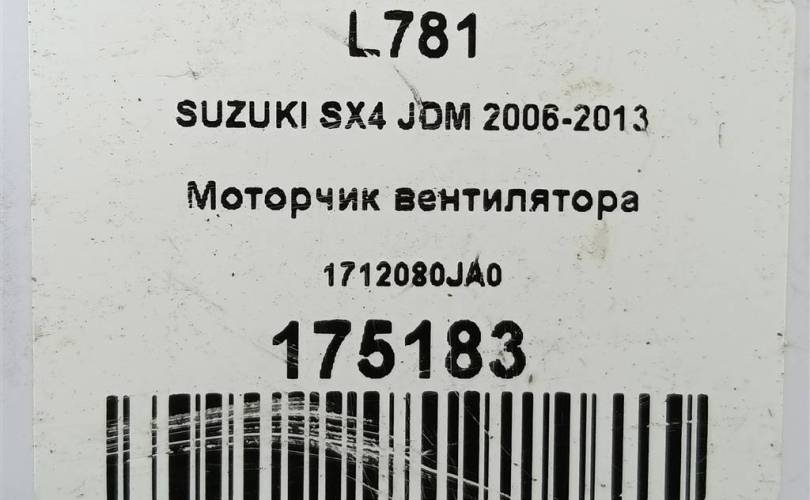 L781
SUZUKI SX4 JDM 2006-2013
Моторчик вентилятора
1712080JA0
175183